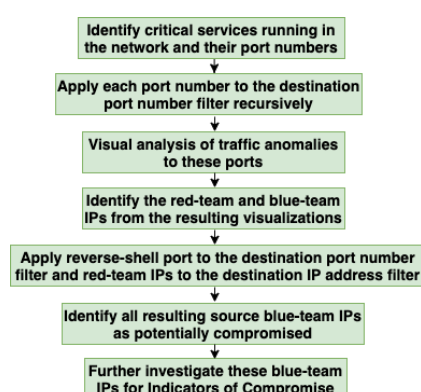 Identify critical services running in
the network and their port numbers
Apply each port number to the destination
port number filter recursively
Visual analysis of traffic anomalies
to these ports
Identify the red-team and blue-team
IPs from the resulting visualizations
Apply reverse-shell port to the destination port number
filter and red-team IPs to the destination IP address filter
Identify all resulting source blue-team IPs
as potentially compromised
Further investigate these blue-team
IPs for Indicators of Compromise